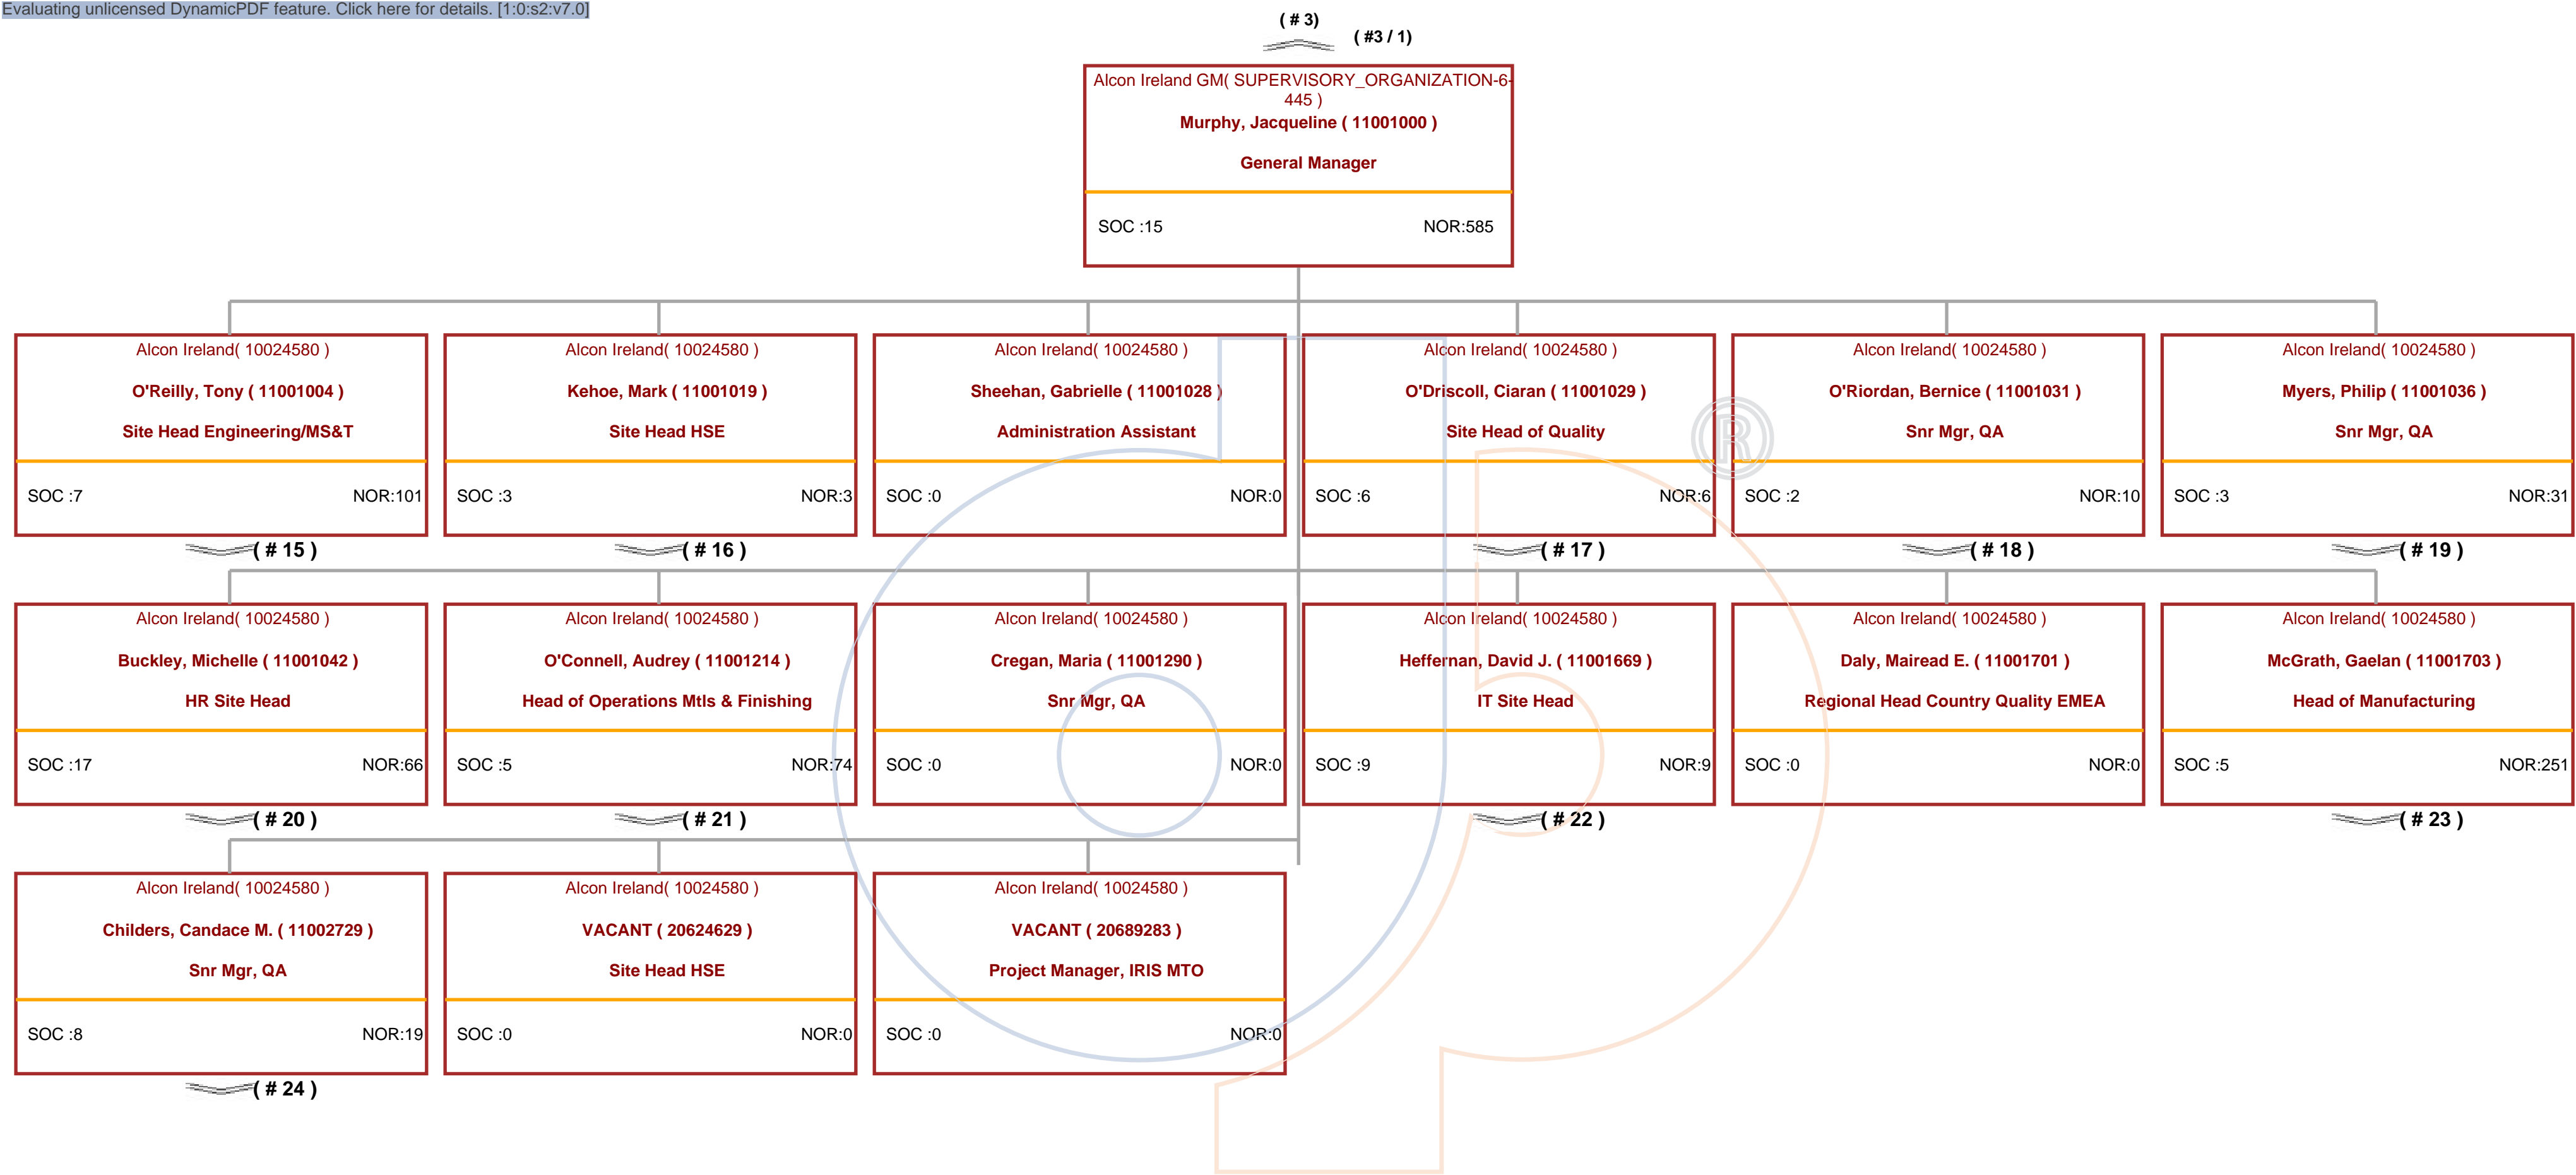 Evaluating unlicensed DynamicPDF feature. Click here for details. [1:0:s2:v7.0]
( # 3)
( #3 / 1)
Alcon Ireland GM( SUPERVISORY_ORGANIZATION-6-
445 )
Murphy, Jacqueline ( 11001000 )
General Manager
SOC :15 NOR:585
Alcon Ireland( 10024580 )
O'Reilly, Tony ( 11001004 )
Site Head Engineering/MS&T
SOC :7 NOR:101
( # 15 )
Alcon Ireland( 10024580 )
Kehoe, Mark ( 11001019 )
Site Head HSE
SOC :3 NOR:3
( # 16 )
Alcon Ireland( 10024580 )
Sheehan, Gabrielle ( 11001028 )
Administration Assistant
SOC :0 NOR:0
Alcon Ireland( 10024580 )
O'Driscoll, Ciaran ( 11001029 )
Site Head of Quality
SOC :6 NOR:6
( # 17 )
Alcon Ireland( 10024580 )
O'Riordan, Bernice ( 11001031 )
Snr Mgr, QA
SOC :2 NOR:10
( # 18 )
Alcon Ireland( 10024580 )
Myers, Philip ( 11001036 )
Snr Mgr, QA
SOC :3 NOR:31
( # 19 )
Alcon Ireland( 10024580 )
Buckley, Michelle ( 11001042 )
HR Site Head
SOC :17 NOR:66
( # 20 )
Alcon Ireland( 10024580 )
O'Connell, Audrey ( 11001214 )
Head of Operations Mtls & Finishing
SOC :5 NOR:74
( # 21 )
Alcon Ireland( 10024580 )
Cregan, Maria ( 11001290 )
Snr Mgr, QA
SOC :0 NOR:0
Alcon Ireland( 10024580 )
Heffernan, David J. ( 11001669 )
IT Site Head
SOC :9 NOR:9
( # 22 )
Alcon Ireland( 10024580 )
Daly, Mairead E. ( 11001701 )
Regional Head Country Quality EMEA
SOC :0 NOR:0
Alcon Ireland( 10024580 )
McGrath, Gaelan ( 11001703 )
Head of Manufacturing
SOC :5 NOR:251
( # 23 )
Alcon Ireland( 10024580 )
Childers, Candace M. ( 11002729 )
Snr Mgr, QA
SOC :8 NOR:19
( # 24 )
Alcon Ireland( 10024580 )
VACANT ( 20624629 )
Site Head HSE
SOC :0 NOR:0
Alcon Ireland( 10024580 )
VACANT ( 20689283 )
Project Manager, IRIS MTO
SOC :0 NOR:0
®